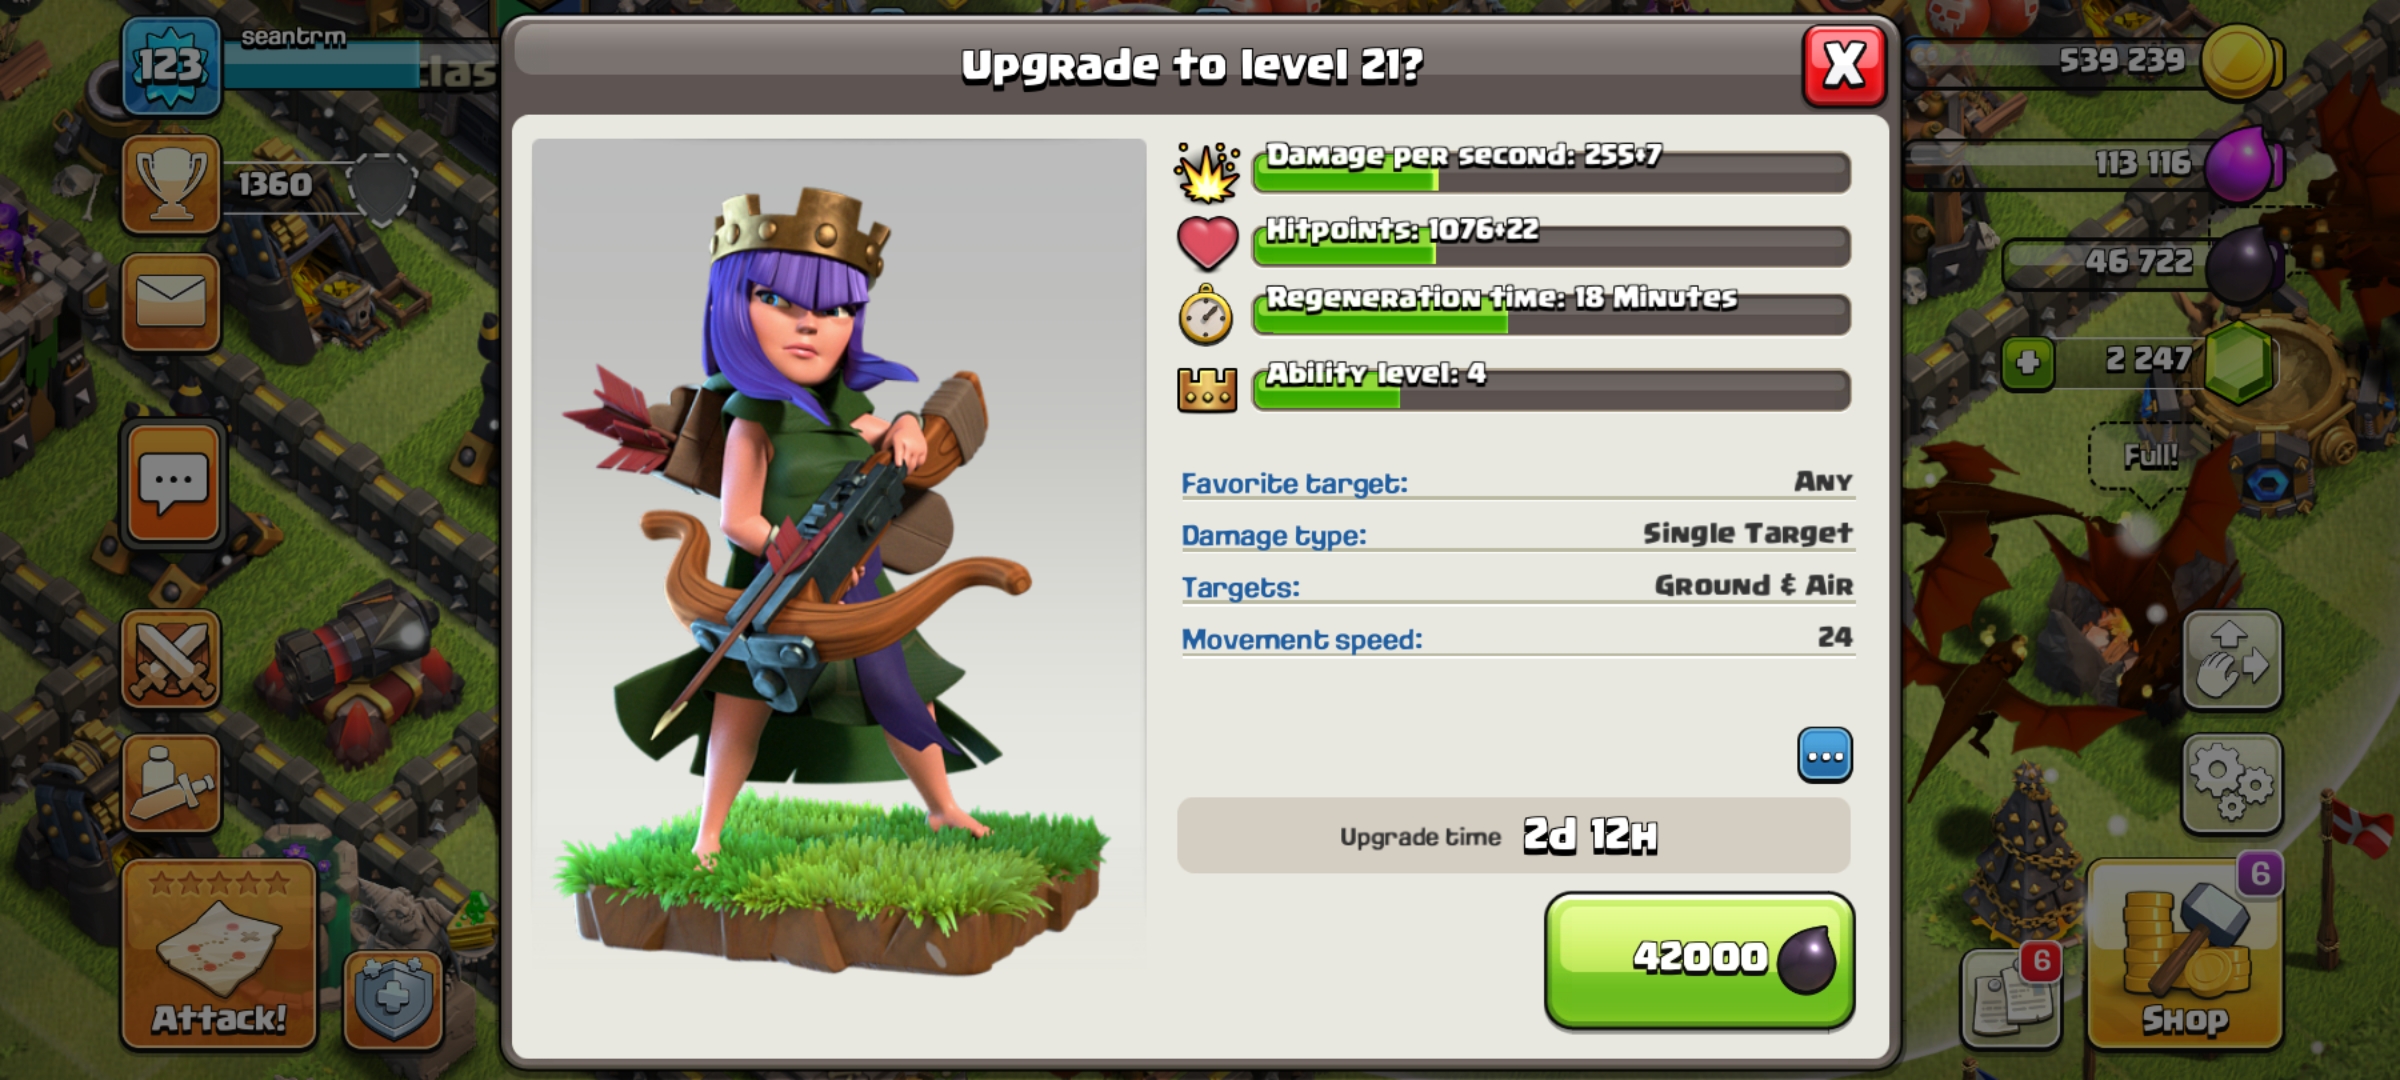 seantrm
123
clas
1360
Attack!
Upgrade to level 21?
X
Damage per second: 255+7
Hitpoints: 1076+22
Regeneration time: 18 Minutes
Ability level: 4
Favorite target: Any
Damage type: Single Target
Targets: Ground & Air
Movement speed: 24
Upgrade time 2d 12H
42000
539 239
113 116
46 722
2 247
Full!
6
6
Shop